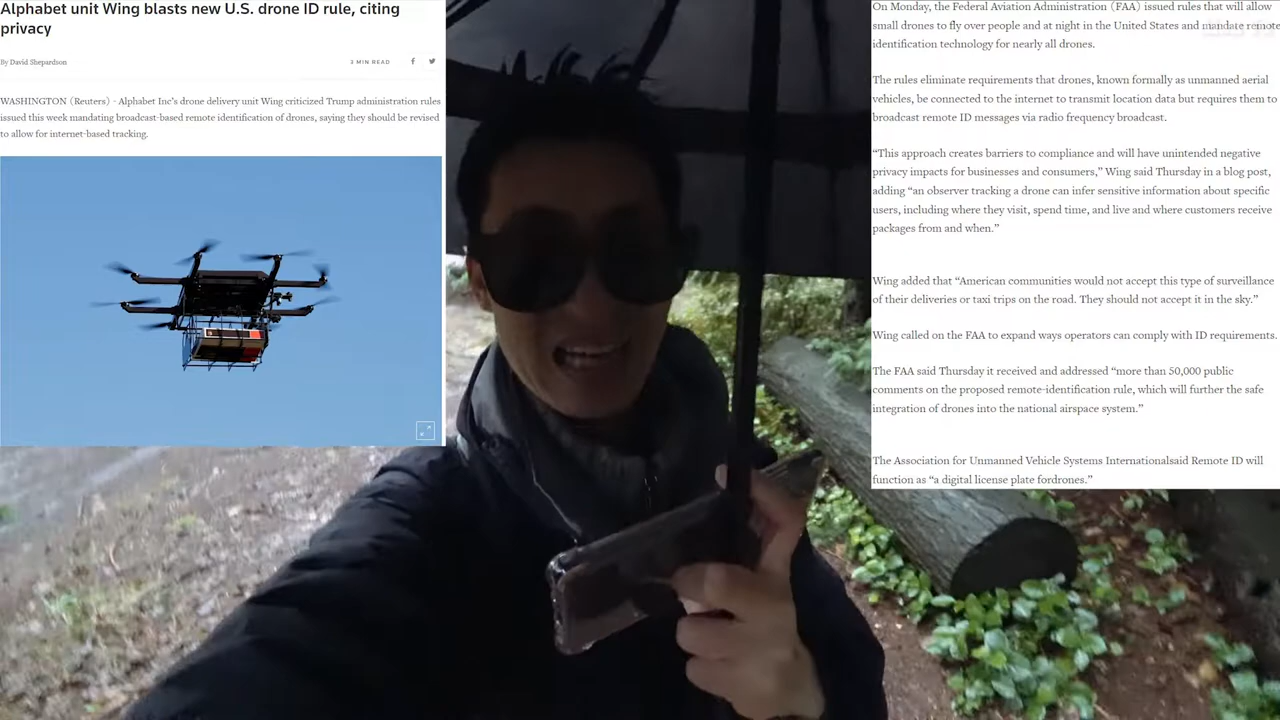 Alphabet unit Wing blasts new U.S. drone ID rule, citing
privacy
By David Shepardson
3 MIN READ
WASHINGTON (Reuters) - Alphabet Inc's drone delivery unit Wing criticized Trump administration rules
issued this week mandating broadcast-based remote identification of drones, saying they should be revised
to allow for internet-based tracking.
On Monday, the Federal Aviation Administration (FAA) issued rules that will allow
small drones to fly over people and at night in the United States and mandate remote
identification technology for nearly all drones.
The rules eliminate requirements that drones, known formally as unmanned aerial
vehicles, be connected to the internet to transmit location data but requires them to
broadcast remote ID messages via radio frequency broadcast.
“This approach creates barriers to compliance and will have unintended negative
privacy impacts for businesses and consumers,” Wing said Thursday in a blog post,
adding “an observer tracking a drone can infer sensitive information about specific
users, including where they visit, spend time, and live and where customers receive
packages from and when.”
Wing added that “American communities would not accept this type of surveillance
of their deliveries or taxi trips on the road. They should not accept it in the sky.”
Wing called on the FAA to expand ways operators can comply with ID requirements.
The FAA said Thursday it received and addressed “more than 50,000 public
comments on the proposed remote-identification rule, which will further the safe
integration of drones into the national airspace system.”
The Association for Unmanned Vehicle Systems Internationalsaid Remote ID will
function as “a digital license plate fordrones.”